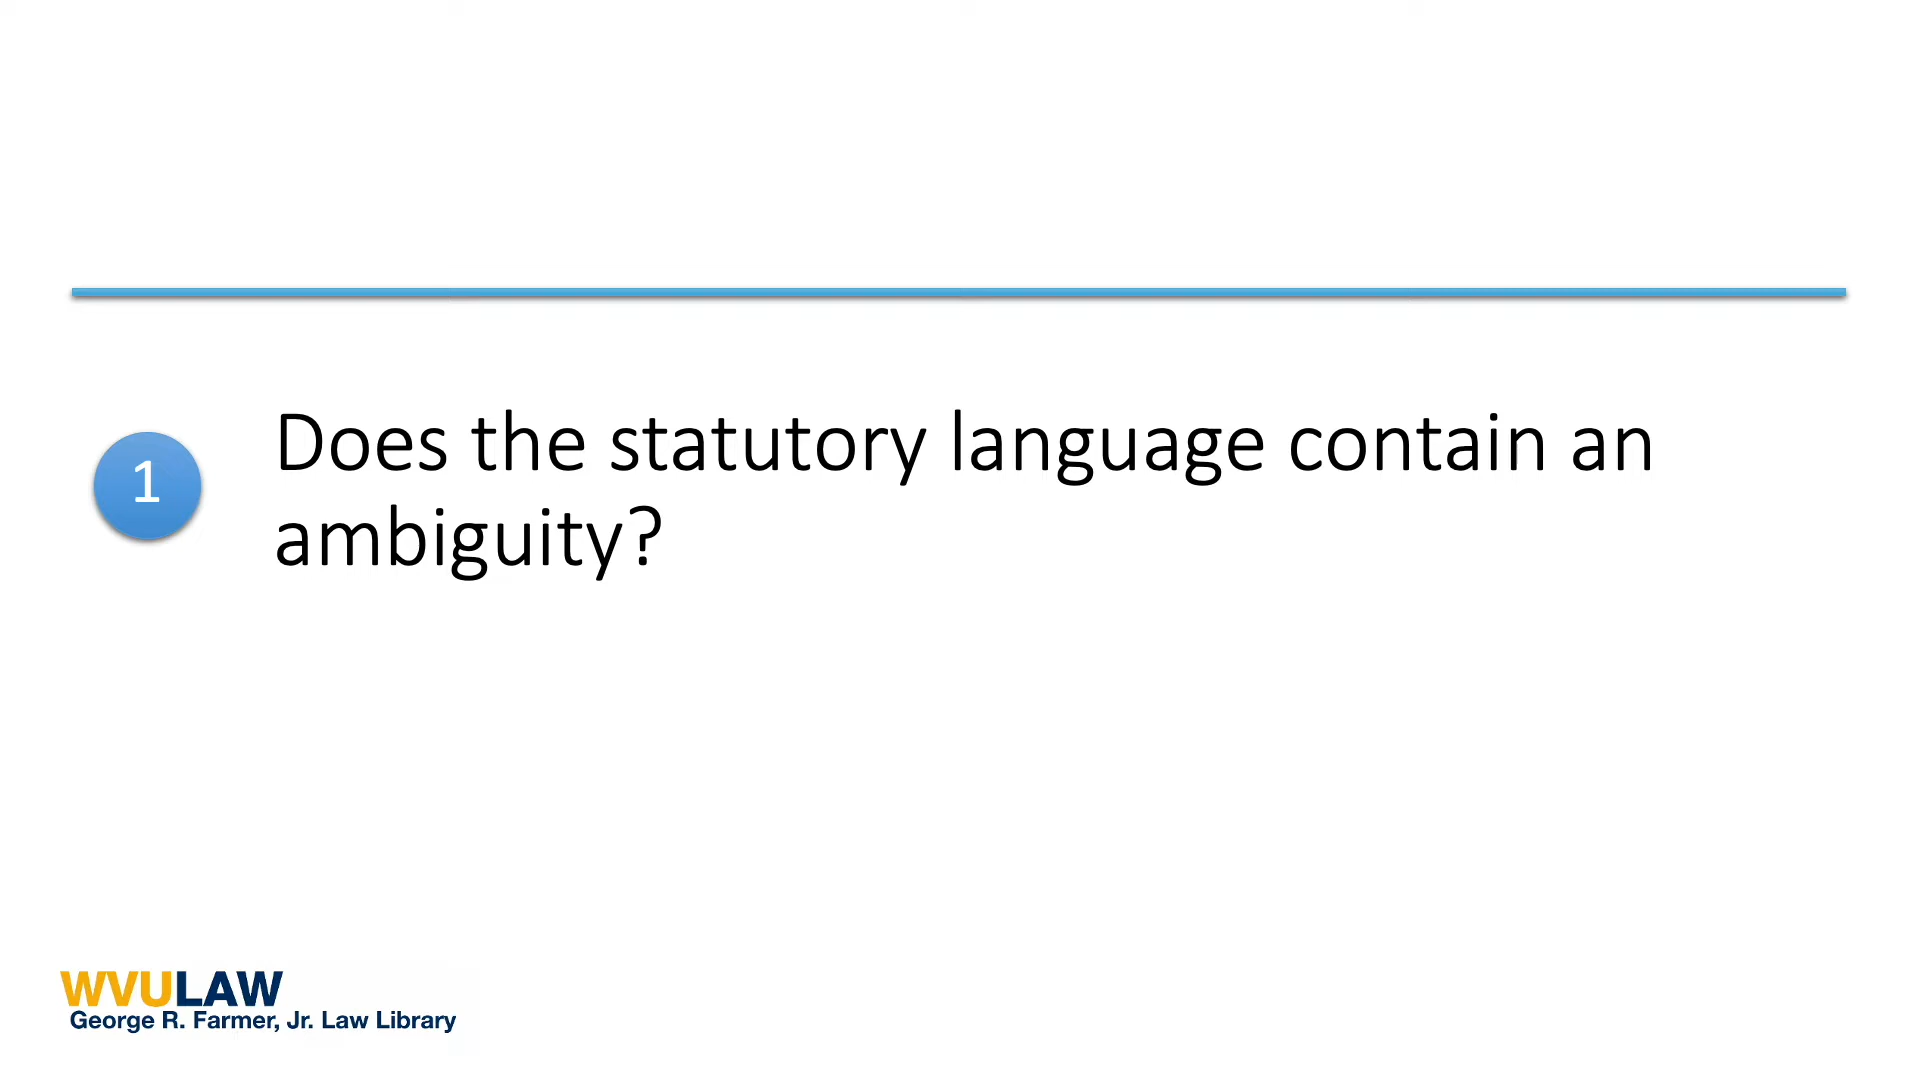 1
Does the statutory language contain an
ambiguity?
WVULAW
George R. Farmer, Jr. Law Library